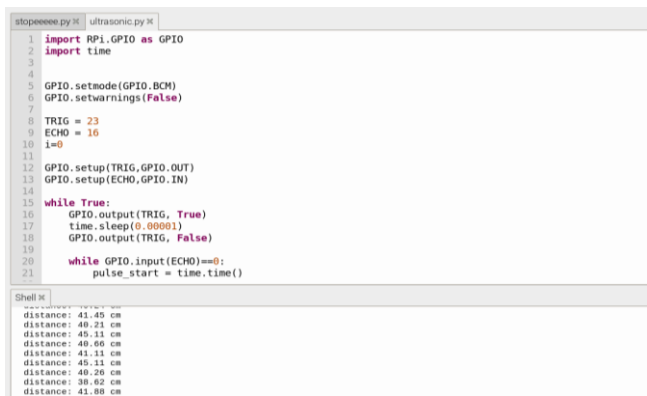 stopeeeee.py ✕ ultrasonic.py ✕
1 import RPi.GPIO as GPIO
2 import time
3
4
5 GPIO.setmode(GPIO.BCM)
6 GPIO.setwarnings(False)
7
8 TRIG = 23
9 ECHO = 16
10 i=0
11
12 GPIO.setup(TRIG,GPIO.OUT)
13 GPIO.setup(ECHO,GPIO.IN)
14
15 while True:
16 GPIO.output(TRIG, True)
17 time.sleep(0.00001)
18 GPIO.output(TRIG, False)
19
20 while GPIO.input(ECHO)==0:
21 pulse_start = time.time()
Shell ✕
distance: cm
distance: 41.45 cm
distance: 40.21 cm
distance: 45.11 cm
distance: 40.66 cm
distance: 41.11 cm
distance: 45.11 cm
distance: 40.26 cm
distance: 38.62 cm
distance: 41.88 cm